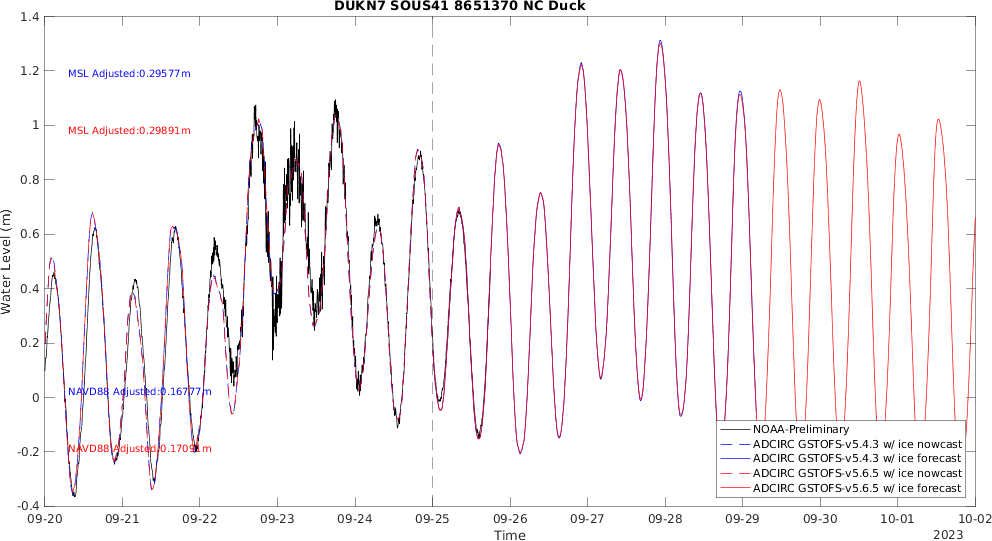 DUKN7 SOUS41 8651370 NC Duck
1.4
1.2
1
0.8
0.6
0.4
0.2
0
-0.2
-0.4
Water Level (m)
MSL Adjusted:0.29577m
MSL Adjusted:0.29891m
NAVD88 Adjusted:0.16777m
NAVD88 Adjusted:0.17091m
NOAA-Preliminary
ADCIRC GSTOFS-v5.4.3 w/ ice nowcast
ADCIRC GSTOFS-v5.4.3 w/ ice forecast
ADCIRC GSTOFS-v5.6.5 w/ ice nowcast
ADCIRC GSTOFS-v5.6.5 w/ ice forecast
09-20 09-21 09-22 09-23 09-24 09-25 09-26 09-27 09-28 09-29 09-30 10-01 10-02
Time
2023